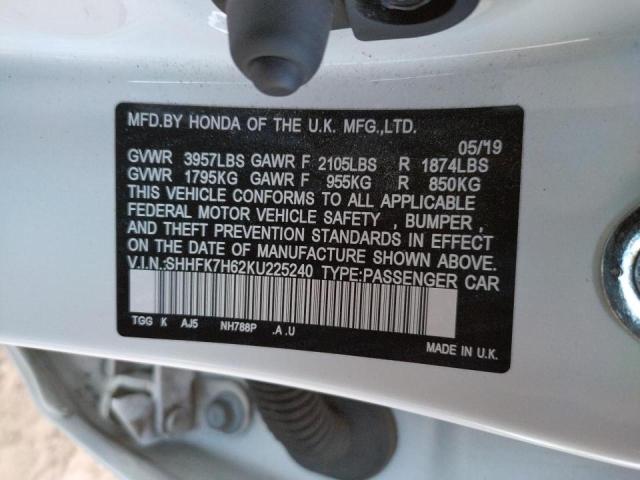 MFD.BY HONDA OF THE U.K. MFG.,LTD.
05/19
GVWR 3957LBS GAWR F 2105LBS R 1874LBS
GVWR 1795KG GAWR F 955KG R 850KG
THIS VEHICLE CONFORMS TO ALL APPLICABLE
FEDERAL MOTOR VEHICLE SAFETY , BUMPER ,
AND THEFT PREVENTION STANDARDS IN EFFECT
ON THE DATE OF MANUFACTURE SHOWN ABOVE.
V.I.N.:SHHFK7H62KU225240 TYPE:PASSENGER CAR
TGG K AJ5 NH788P .A .U
MADE IN U.K.